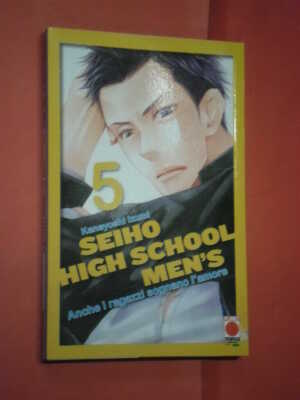 5
Kaneyoshi Izumi
SEIHO
HIGH SCHOOL
MEN'S
Anche i ragazzi sognano l'amore